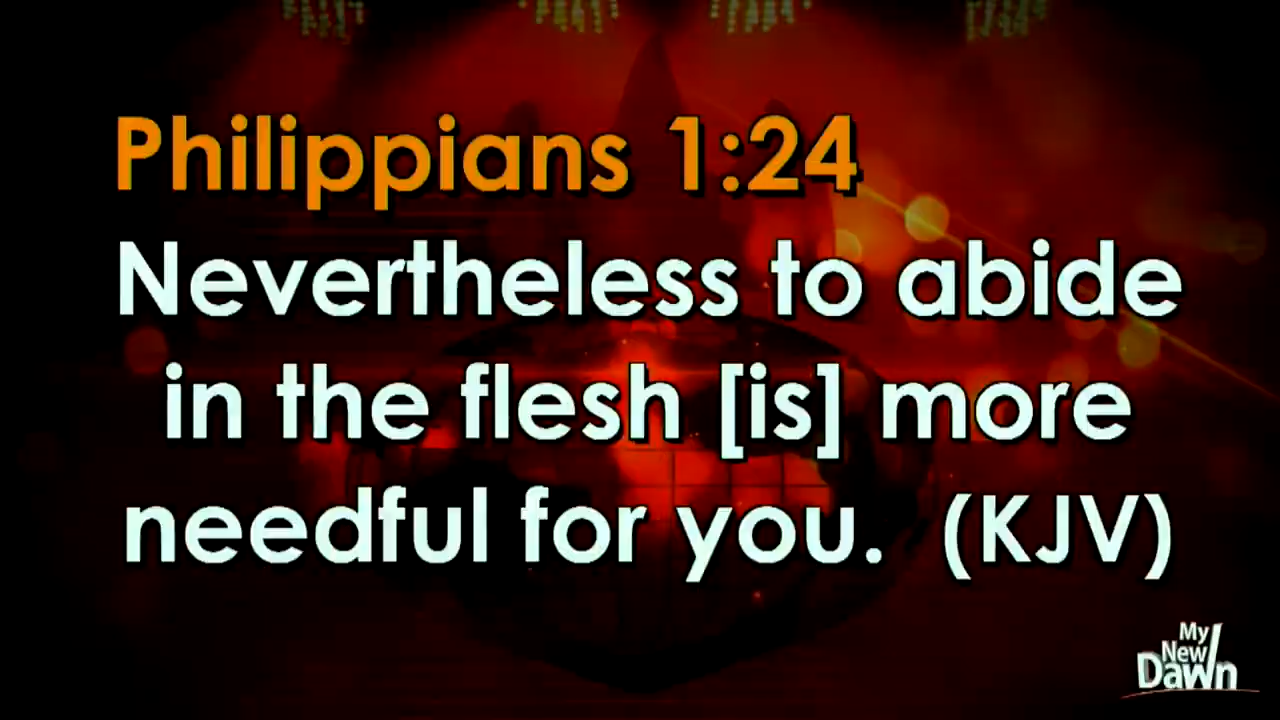 Philippians 1:24
Nevertheless to abide
in the flesh [is] more
needful for you. (KJV)
My
New
Dawn